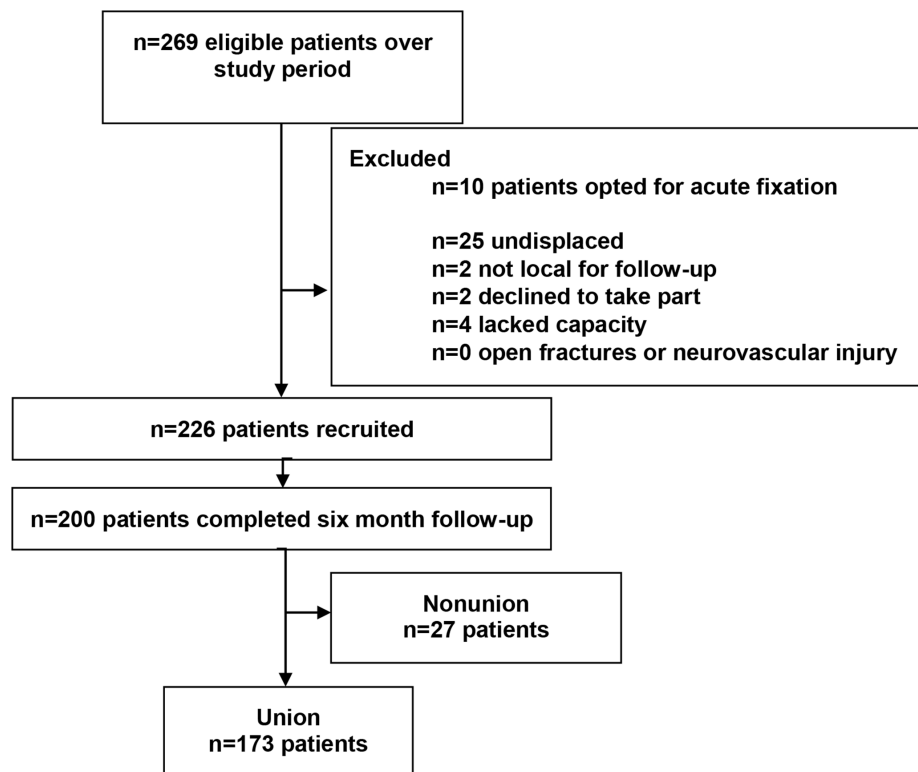 n=269 eligible patients over
study period
Excluded
n=10 patients opted for acute fixation
n=25 undisplaced
n=2 not local for follow-up
n=2 declined to take part
n=4 lacked capacity
n=0 open fractures or neurovascular injury
n=226 patients recruited
n=200 patients completed six month follow-up
Nonunion
n=27 patients
Union
n=173 patients